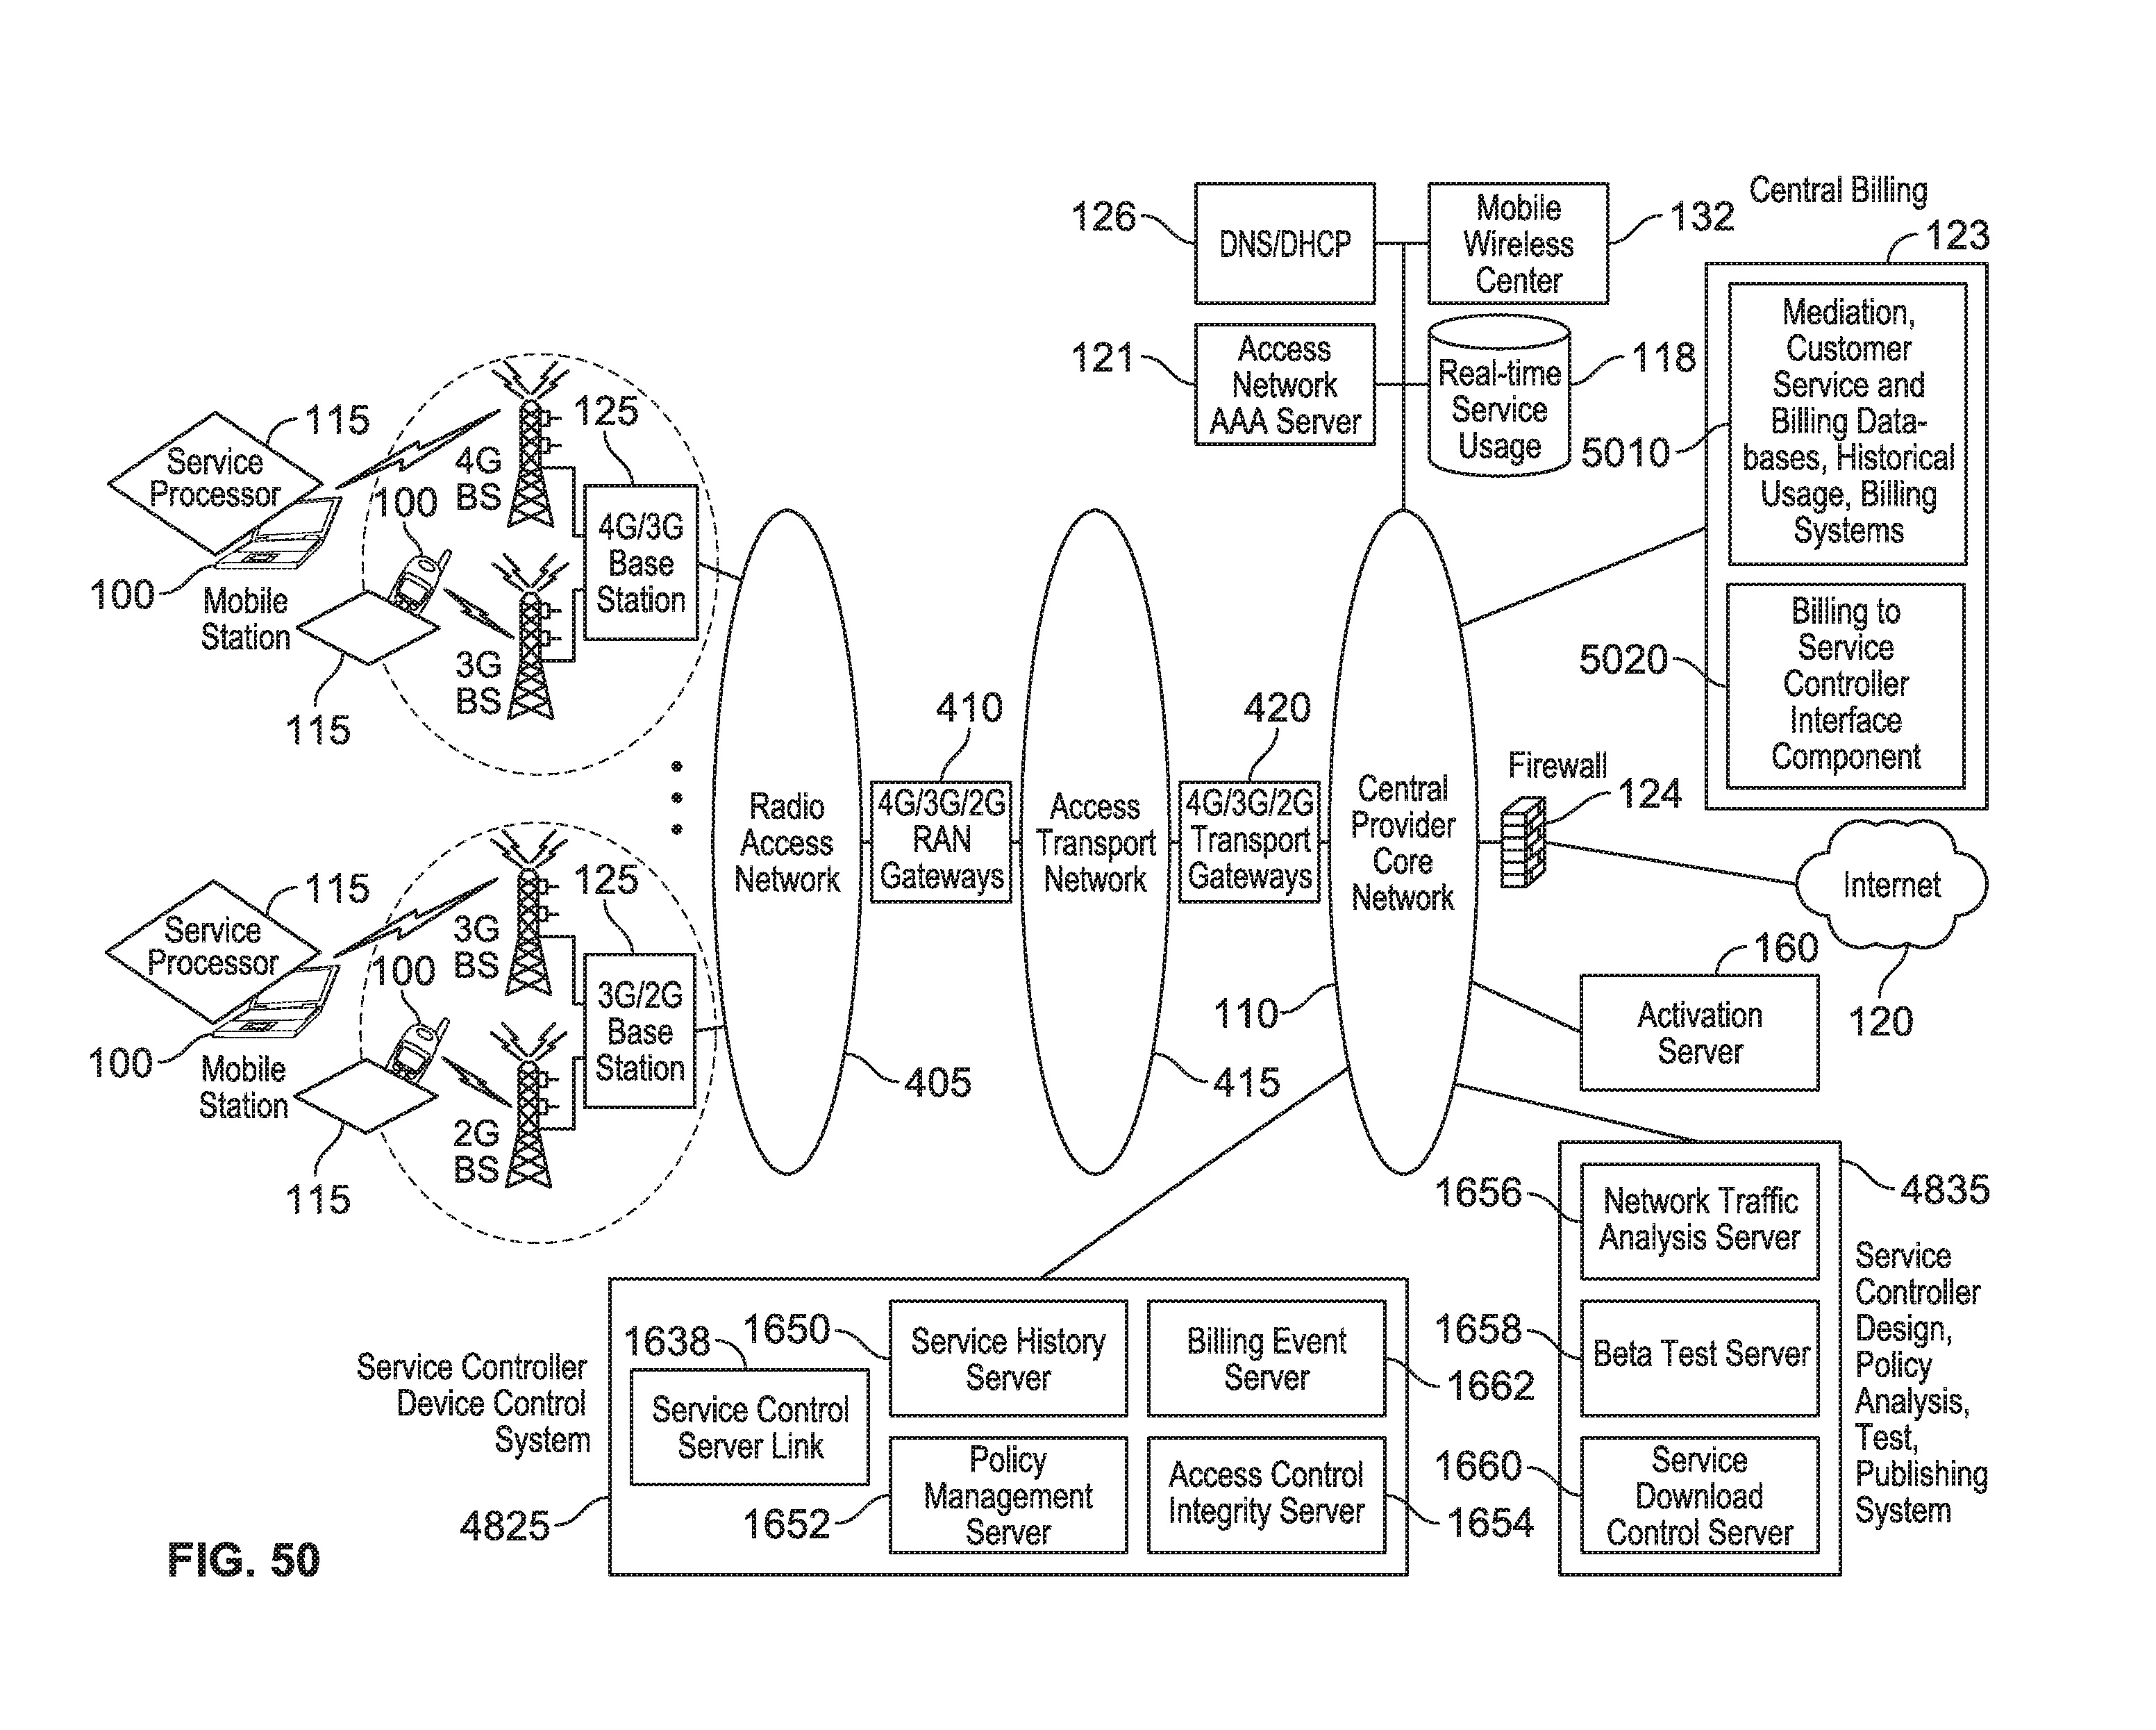 126
DNS/DHCP
Mobile
Wireless
Center
132
Central Billing
123
121
Access
Network
AAA Server
Real-time
Service
Usage
118
Mediation,
Customer
Service and
Billing Data-
bases, Historical
Usage, Billing
Systems
5010
Billing to
Service
Controller
Interface
Component
5020
115
Service
Processor
100
Mobile
Station
4G
BS
100
115
3G
BS
125
4G/3G
Base
Station
115
Service
Processor
100
Mobile
Station
3G
BS
100
115
2G
BS
125
3G/2G
Base
Station
Radio
Access
Network
405
410
4G/3G/2G
RAN
Gateways
Access
Transport
Network
415
420
4G/3G/2G
Transport
Gateways
Central
Provider
Core
Network
110
Firewall
124
Internet
120
160
Activation
Server
4835
1656
Network Traffic
Analysis Server
1658
Beta Test Server
1660
Service
Download
Control Server
Service
Controller
Design,
Policy
Analysis,
Test,
Publishing
System
Service Controller
Device Control
System
4825
1638
Service Control
Server Link
1650
Service History
Server
Billing Event
Server
1662
1652
Policy
Management
Server
Access Control
Integrity Server
1654
FIG. 50